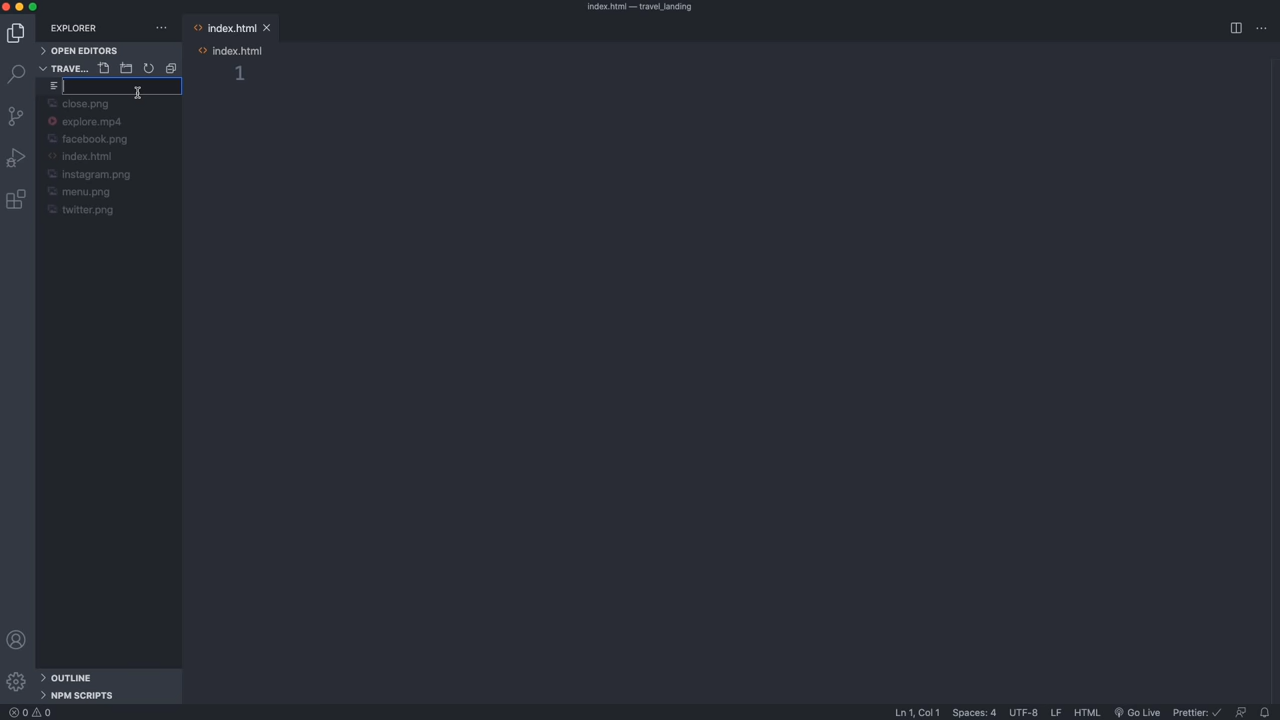 index.html — travel_landing
EXPLORER
index.html
OPEN EDITORS
index.html
TRAVE...
1
close.png
explore.mp4
facebook.png
index.html
instagram.png
menu.png
twitter.png
OUTLINE
NPM SCRIPTS
0 0
Ln 1, Col 1 Spaces: 4 UTF-8 LF HTML Go Live Prettier: ✓